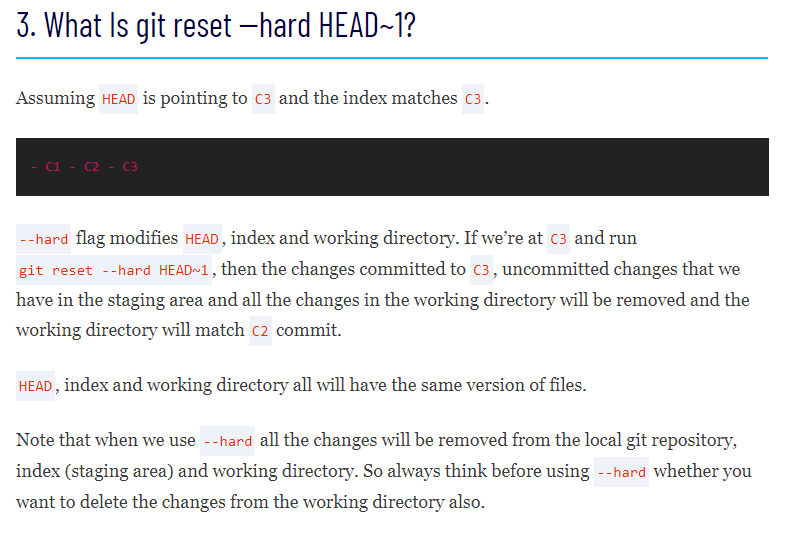 3. What Is git reset —hard HEAD~1?
Assuming HEAD is pointing to C3 and the index matches C3.
- C1 - C2 - C3
--hard flag modifies HEAD, index and working directory. If we’re at C3 and run
git reset --hard HEAD~1, then the changes committed to C3, uncommitted changes that we
have in the staging area and all the changes in the working directory will be removed and the
working directory will match C2 commit.
HEAD, index and working directory all will have the same version of files.
Note that when we use --hard all the changes will be removed from the local git repository,
index (staging area) and working directory. So always think before using --hard whether you
want to delete the changes from the working directory also.